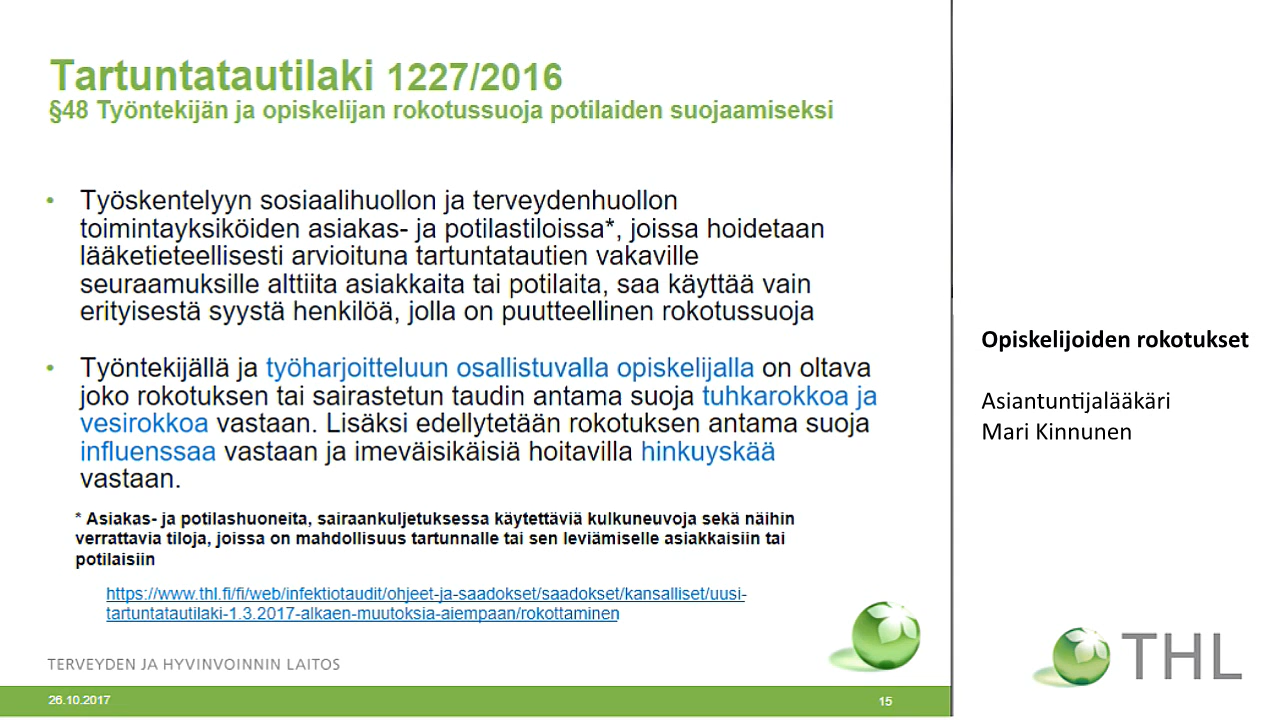 Tartuntatautilaki 1227/2016
§48 Työntekijän ja opiskelijan rokotussuoja potilaiden suojaamiseksi
• Työskentelyyn sosiaalihuollon ja terveydenhuollon
toimintayksiköiden asiakas- ja potilastiloissa*, joissa hoidetaan
lääketieteellisesti arvioituna tartuntatautien vakaville
seuraamuksille alttiita asiakkaita tai potilaita, saa käyttää vain
erityisestä syystä henkilöä, jolla on puutteellinen rokotussuoja
• Työntekijällä ja työharjoitteluun osallistuvalla opiskelijalla on oltava
joko rokotuksen tai sairastetun taudin antama suoja tuhkarokkoa ja
vesirokkoa vastaan. Lisäksi edellytetään rokotuksen antama suoja
influenssaa vastaan ja imeväisikäisiä hoitavilla hinkuyskää
vastaan.
* Asiakas- ja potilashuoneita, sairaankuljetuksessa käytettäviä kulkuneuvoja sekä näihin
verrattavia tiloja, joissa on mahdollisuus tartunnalle tai sen leviämiselle asiakkaisiin tai
potilaisiin
https://www.thl.fi/fi/web/infektiotaudit/ohjeet-ja-saadokset/saadokset/kansalliset/uusi-
tartuntatautilaki-1.3.2017-alkaen-muutoksia-aiempaan/rokottaminen
TERVEYDEN JA HYVINVOINNIN LAITOS
26.10.2017
15
Opiskelijoiden rokotukset
Asiantuntijalääkäri
Mari Kinnunen
THL